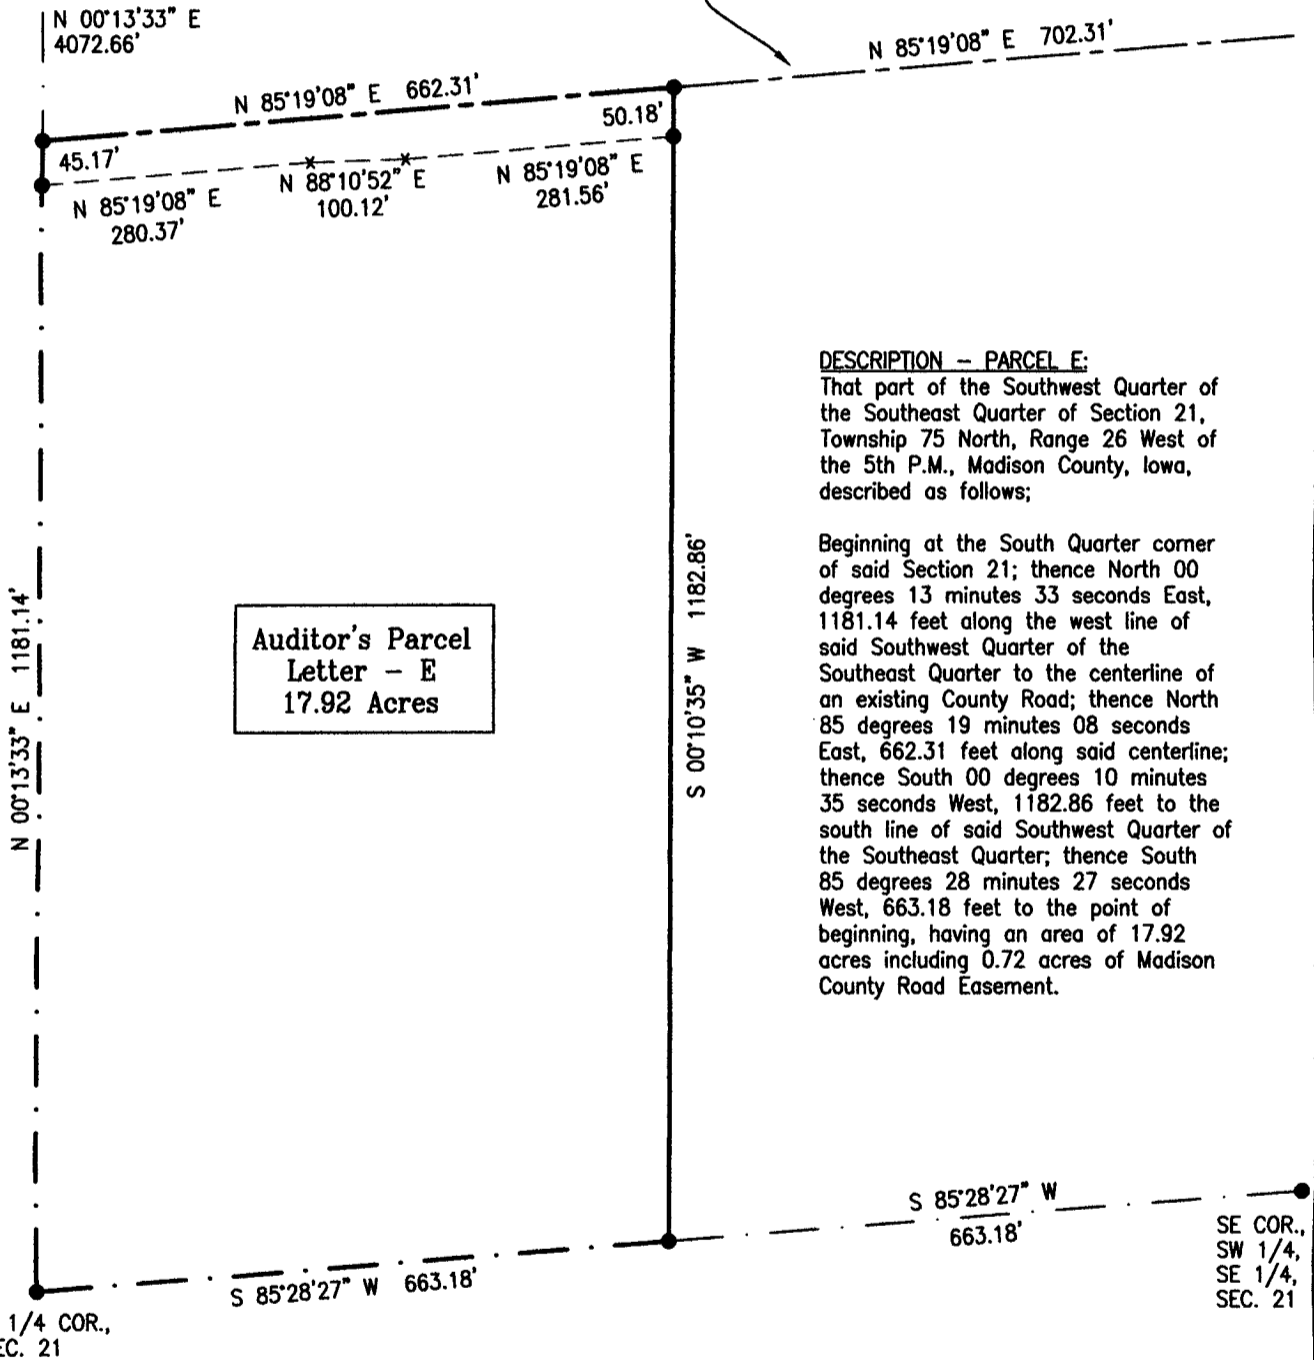 N 00°13'33" E
4072.66'
N 85°19'08" E 702.31'
N 85°19'08" E 662.31'
50.18'
45.17'
N 85°19'08" E
280.37'
N 88°10'52" E
100.12'
N 85°19'08" E
281.56'
DESCRIPTION – PARCEL E:
That part of the Southwest Quarter of
the Southeast Quarter of Section 21,
Township 75 North, Range 26 West of
the 5th P.M., Madison County, Iowa,
described as follows;
Beginning at the South Quarter corner
of said Section 21; thence North 00
degrees 13 minutes 33 seconds East,
1181.14 feet along the west line of
said Southwest Quarter of the
Southeast Quarter to the centerline of
an existing County Road; thence North
85 degrees 19 minutes 08 seconds
East, 662.31 feet along said centerline;
thence South 00 degrees 10 minutes
35 seconds West, 1182.86 feet to the
south line of said Southwest Quarter of
the Southeast Quarter; thence South
85 degrees 28 minutes 27 seconds
West, 663.18 feet to the point of
beginning, having an area of 17.92
acres including 0.72 acres of Madison
County Road Easement.
N 00°13'33" E 1181.14'
Auditor's Parcel
Letter – E
17.92 Acres
S 00°10'35" W 1182.86'
S 85°28'27" W
663.18'
SE COR.,
SW 1/4,
SE 1/4,
SEC. 21
S 85°28'27" W 663.18'
1/4 COR.,
EC. 21